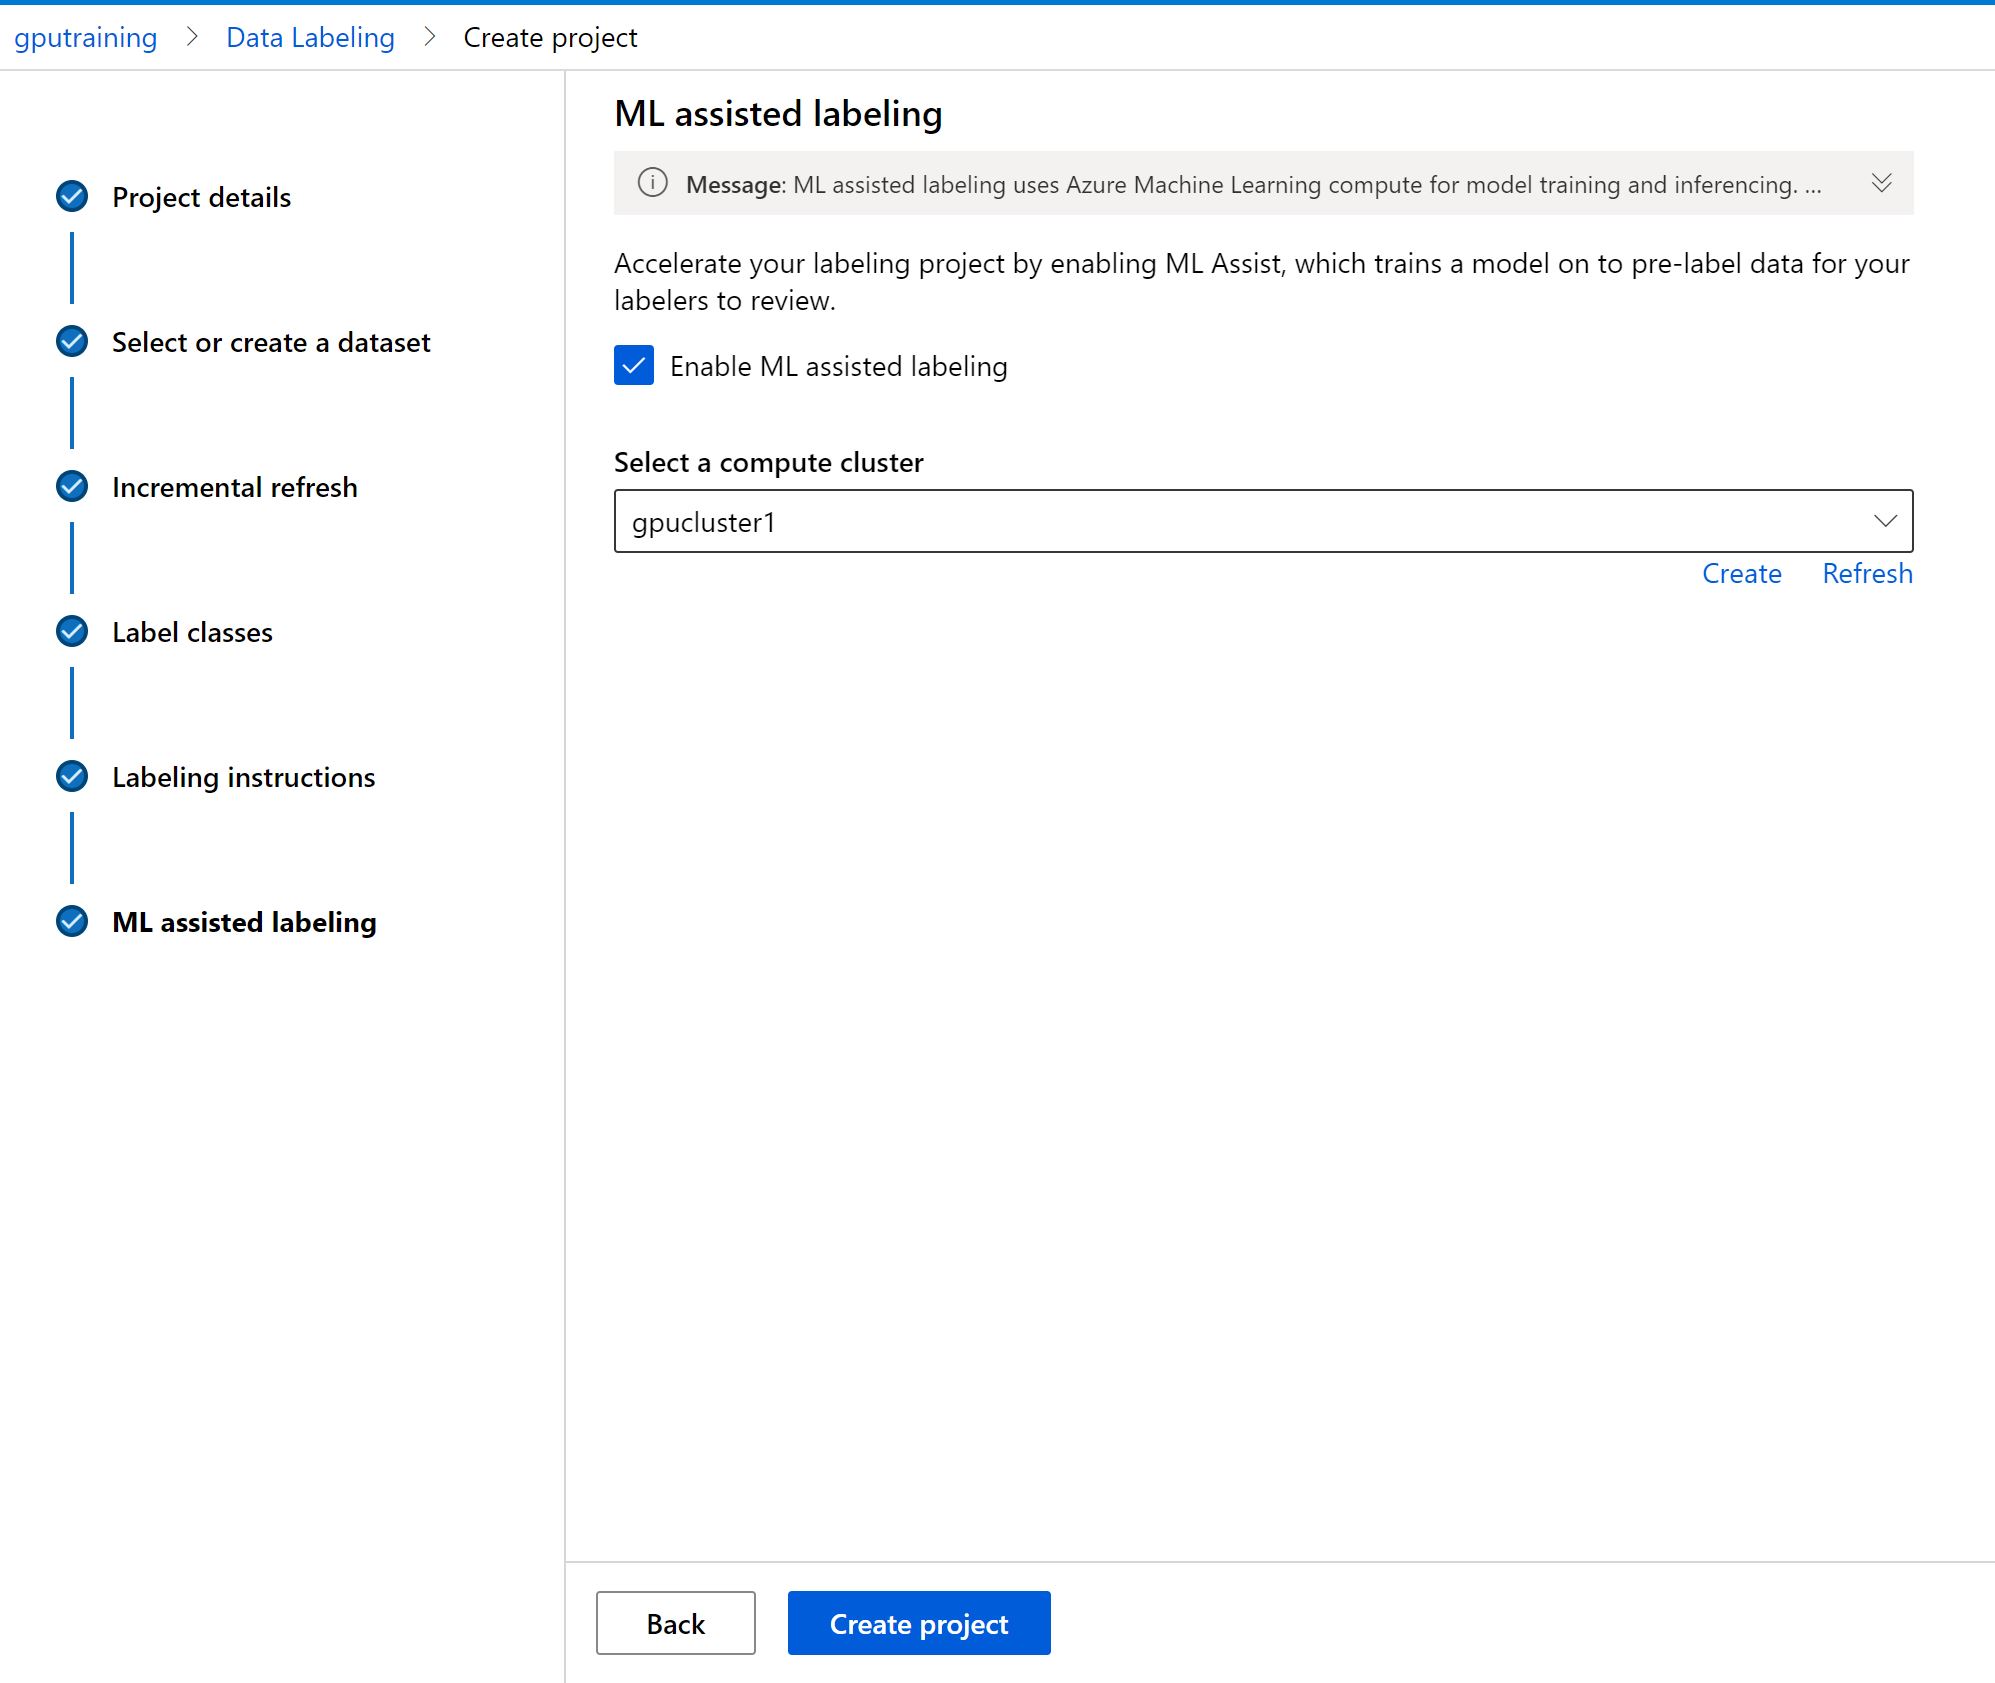 gputraining > Data Labeling > Create project
Project details
Select or create a dataset
Incremental refresh
Label classes
Labeling instructions
ML assisted labeling
ML assisted labeling
Message: ML assisted labeling uses Azure Machine Learning compute for model training and inferencing. ...
Accelerate your labeling project by enabling ML Assist, which trains a model on to pre-label data for your
labelers to review.
Enable ML assisted labeling
Select a compute cluster
gpucluster1
Create Refresh
Back Create project